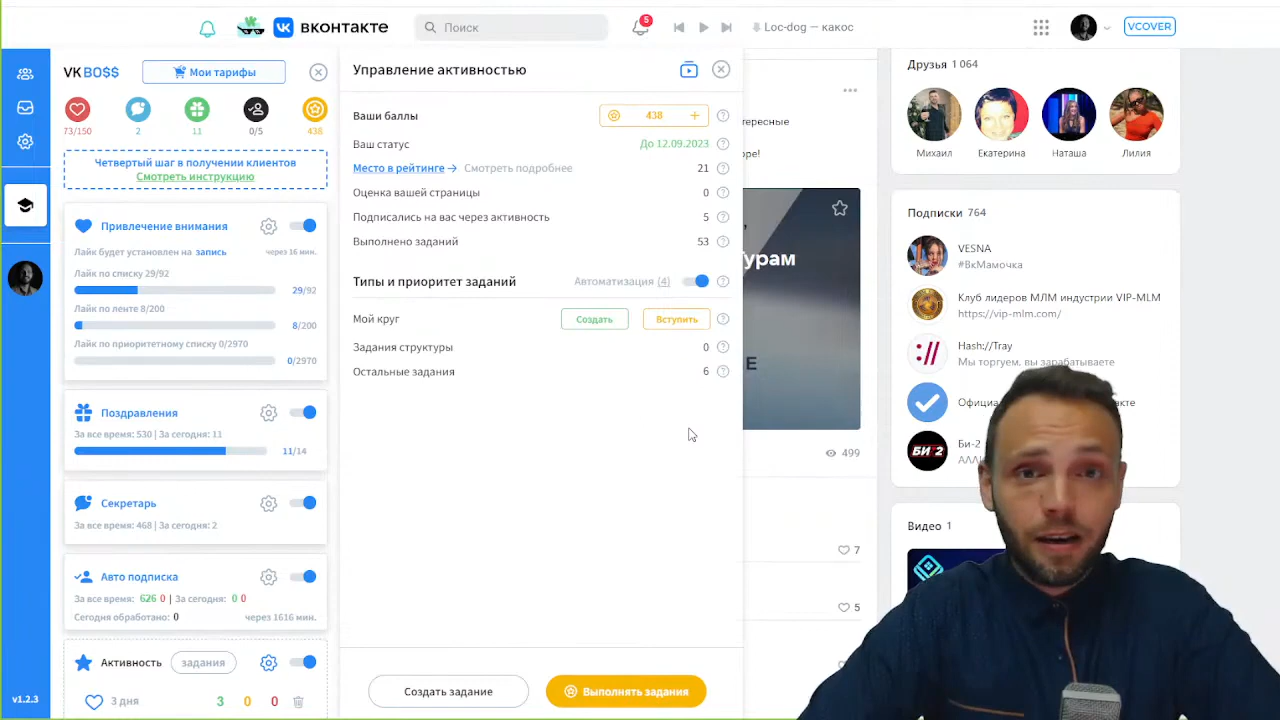 вконтакте
Поиск
5
Loc-dog — какос
VCOVER
VKBO$$
Мои тарифы
73/150
2
11
0/5
438
Четвертый шаг в получении клиентов
Смотреть инструкцию
Привлечение внимания
Лайк будет установлен на запись
через 16 мин.
Лайк по списку 29/92
29/92
Лайк по ленте 8/200
8/200
Лайк по приоритетному списку 0/2970
0/2970
Поздравления
За все время: 530 | За сегодня: 11
11/14
Секретарь
За все время: 468 | За сегодня: 2
Авто подписка
За все время: 626 0 | За сегодня: 0 0
Сегодня обработано: 0
через 1616 мин.
Активность
задания
3 дня
3
0
0
v1.2.3
Управление активностью
Ваши баллы
438 +
Ваш статус
До 12.09.2023
Место в рейтинге → Смотреть подробнее
21
Оценка вашей страницы
0
Подписались на вас через активность
5
Выполнено заданий
53
Типы и приоритет заданий
Автоматизация (4)
Мой круг
Создать
Вступить
Задания структуры
0
Остальные задания
6
Создать задание
Выполнять задания
тересные
ре!
урам
Е
499
7
5
Друзья 1 064
Михаил
Екатерина
Наташа
Лилия
Подписки 764
VESNA
#ВкМамочка
Клуб лидеров МЛМ индустрии VIP-MLM
https://vip-mlm.com/
Hash://Tray
Мы торгуем, вы зарабатываете
Официа
кте
БИ2
Би-2
Видео 1